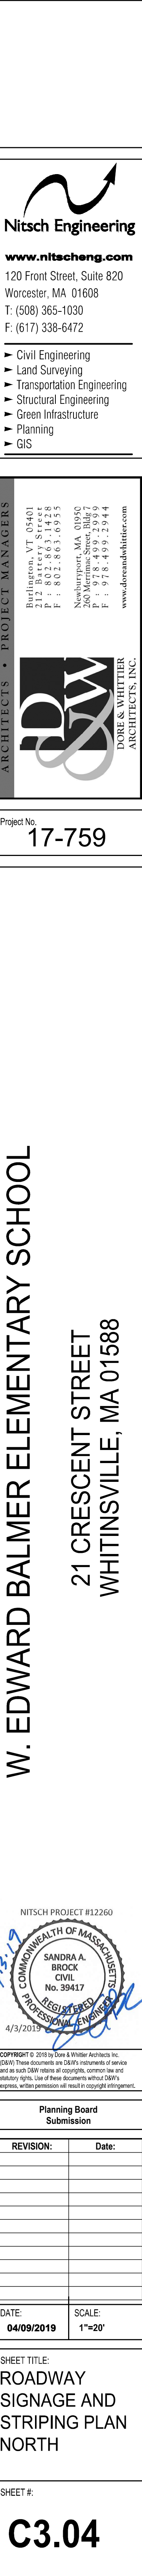 Nitsch Engineering
www.nitscheng.com
120 Front Street, Suite 820
Worcester, MA 01608
T: (508) 365-1030
F: (617) 338-6472
► Civil Engineering
► Land Surveying
► Transportation Engineering
► Structural Engineering
► Green Infrastructure
► Planning
► GIS
ARCHITECTS • PROJECT MANAGERS
Burlington, VT 05401
212 Battery Street
P : 802.863.1428
F : 802.863.6955
Newburyport, MA 01950
260 Merrimac Street, Bldg 7
P : 978.499.2999
F : 978.499.2944
www.doreandwhittier.com
D&W
DORE & WHITTIER
ARCHITECTS, INC.
Project No.
17-759
W. EDWARD BALMER ELEMENTARY SCHOOL
21 CRESCENT STREET
WHITINSVILLE, MA 01588
NITSCH PROJECT #12260
COMMONWEALTH OF MASSACHUSETTS
SANDRA A.
BROCK
CIVIL
No. 39417
REGISTERED
PROFESSIONAL ENGINEER
4/3/2019
COPYRIGHT © 2018 by Dore & Whittier Architects Inc.
(D&W) These documents are D&W's instruments of service
and as such D&W retains all copyrights, common law and
statutory rights. Use of these documents without D&W's
express, written permission will result in copyright infringement.
Planning Board
Submission
REVISION: Date:
DATE: SCALE:
04/09/2019 1"=20'
SHEET TITLE:
ROADWAY
SIGNAGE AND
STRIPING PLAN
NORTH
SHEET #:
C3.04